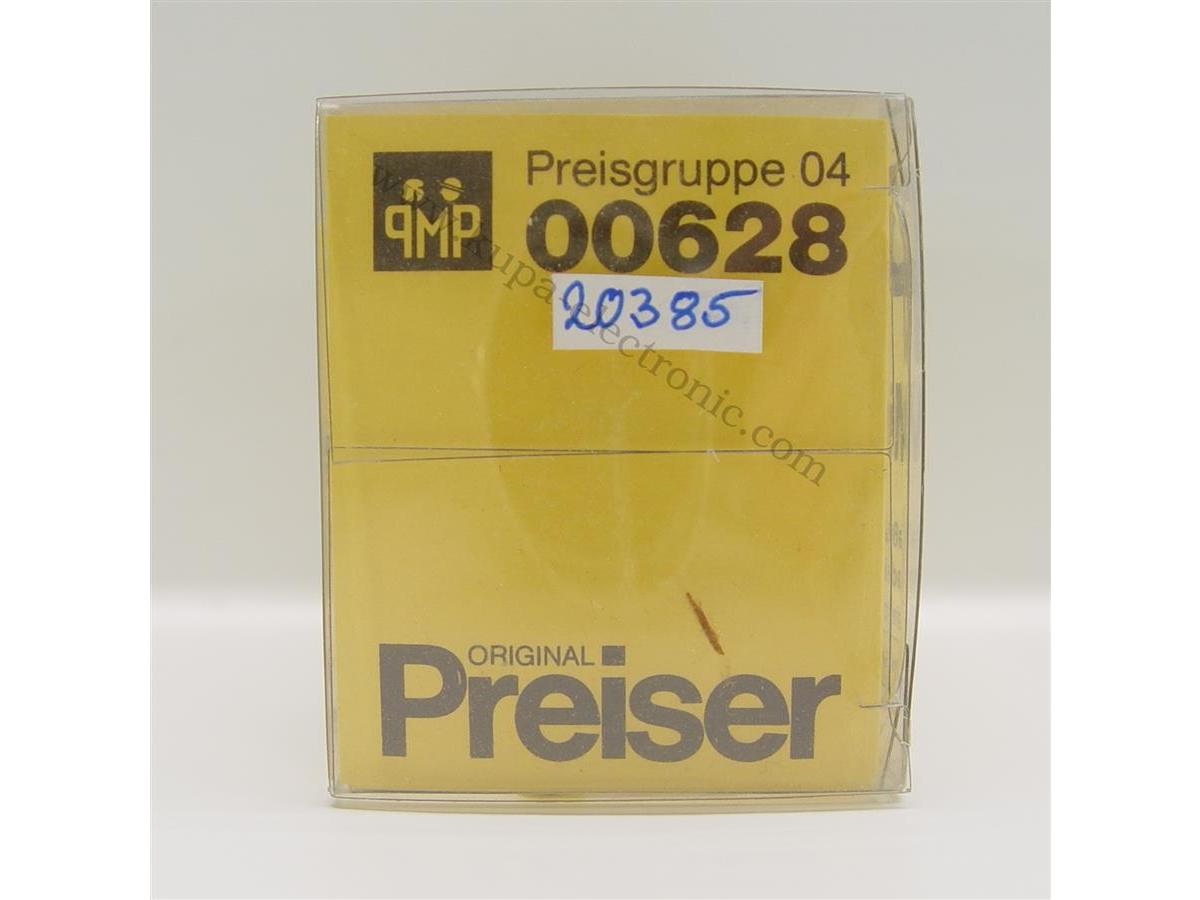 PMP
Preisgruppe 04
00628
20385
www.kupa-electronic.com
ORIGINAL
Preiser